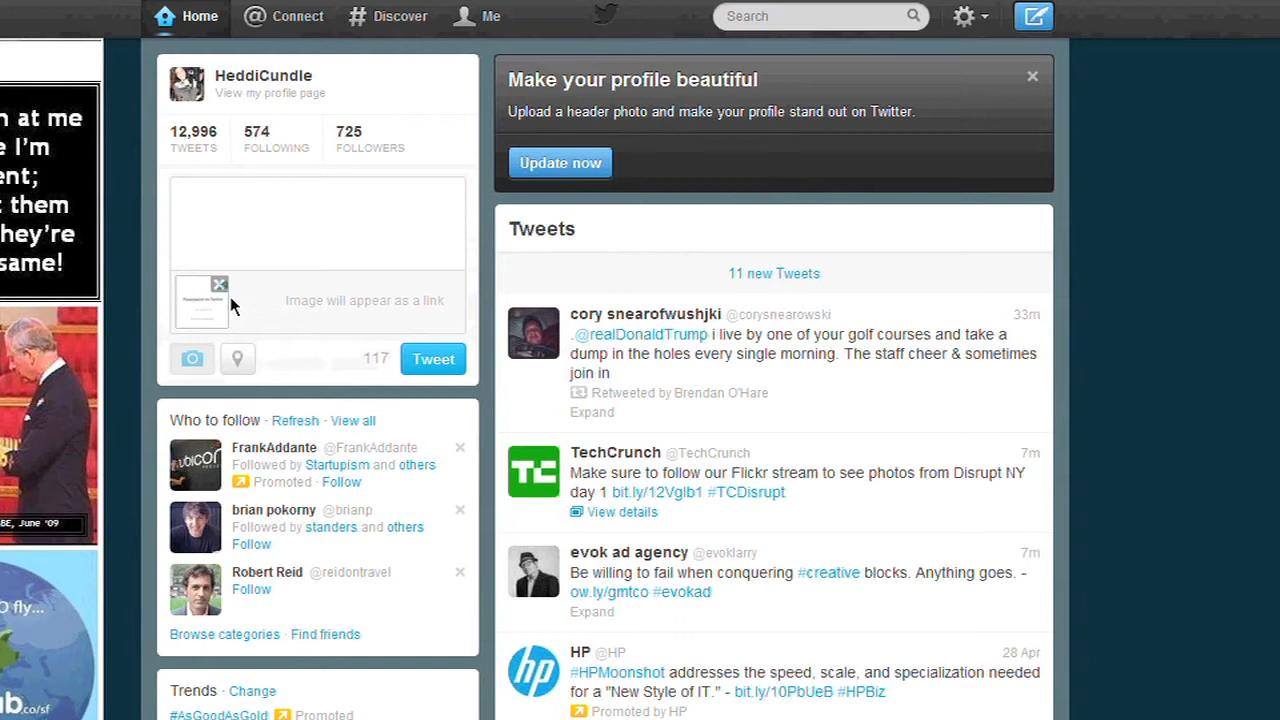 Home
Connect
Discover
Me
Search
n at me
e I'm
ent;
t them
hey're
same!
BE, June '09
O fly...
ub.co/sf
HeddiCundle
View my profile page
12,996
TWEETS
574
FOLLOWING
725
FOLLOWERS
Image will appear as a link
117
Tweet
Who to follow · Refresh · View all
FrankAddante @FrankAddante
Followed by Startupism and others
Promoted · Follow
brian pokorny @brianp
Followed by standers and others
Follow
Robert Reid @reidontravel
Follow
Browse categories · Find friends
Trends · Change
#AsGoodAsGold Promoted
Make your profile beautiful
Upload a header photo and make your profile stand out on Twitter.
Update now
Tweets
11 new Tweets
cory snearofwushjki @corysnearowski 33m
.@realDonaldTrump i live by one of your golf courses and take a
dump in the holes every single morning. The staff cheer & sometimes
join in
Retweeted by Brendan O'Hare
Expand
TechCrunch @TechCrunch 7m
TC
Make sure to follow our Flickr stream to see photos from Disrupt NY
day 1 bit.ly/12Vglb1 #TCDisrupt
View details
evok ad agency @evoklarry 7m
Be willing to fail when conquering #creative blocks. Anything goes. -
ow.ly/gmtco #evokad
Expand
HP @HP 28 Apr
hp
#HPMoonshot addresses the speed, scale, and specialization needed
for a "New Style of IT." - bit.ly/10PbUeB #HPBiz
Promoted by HP